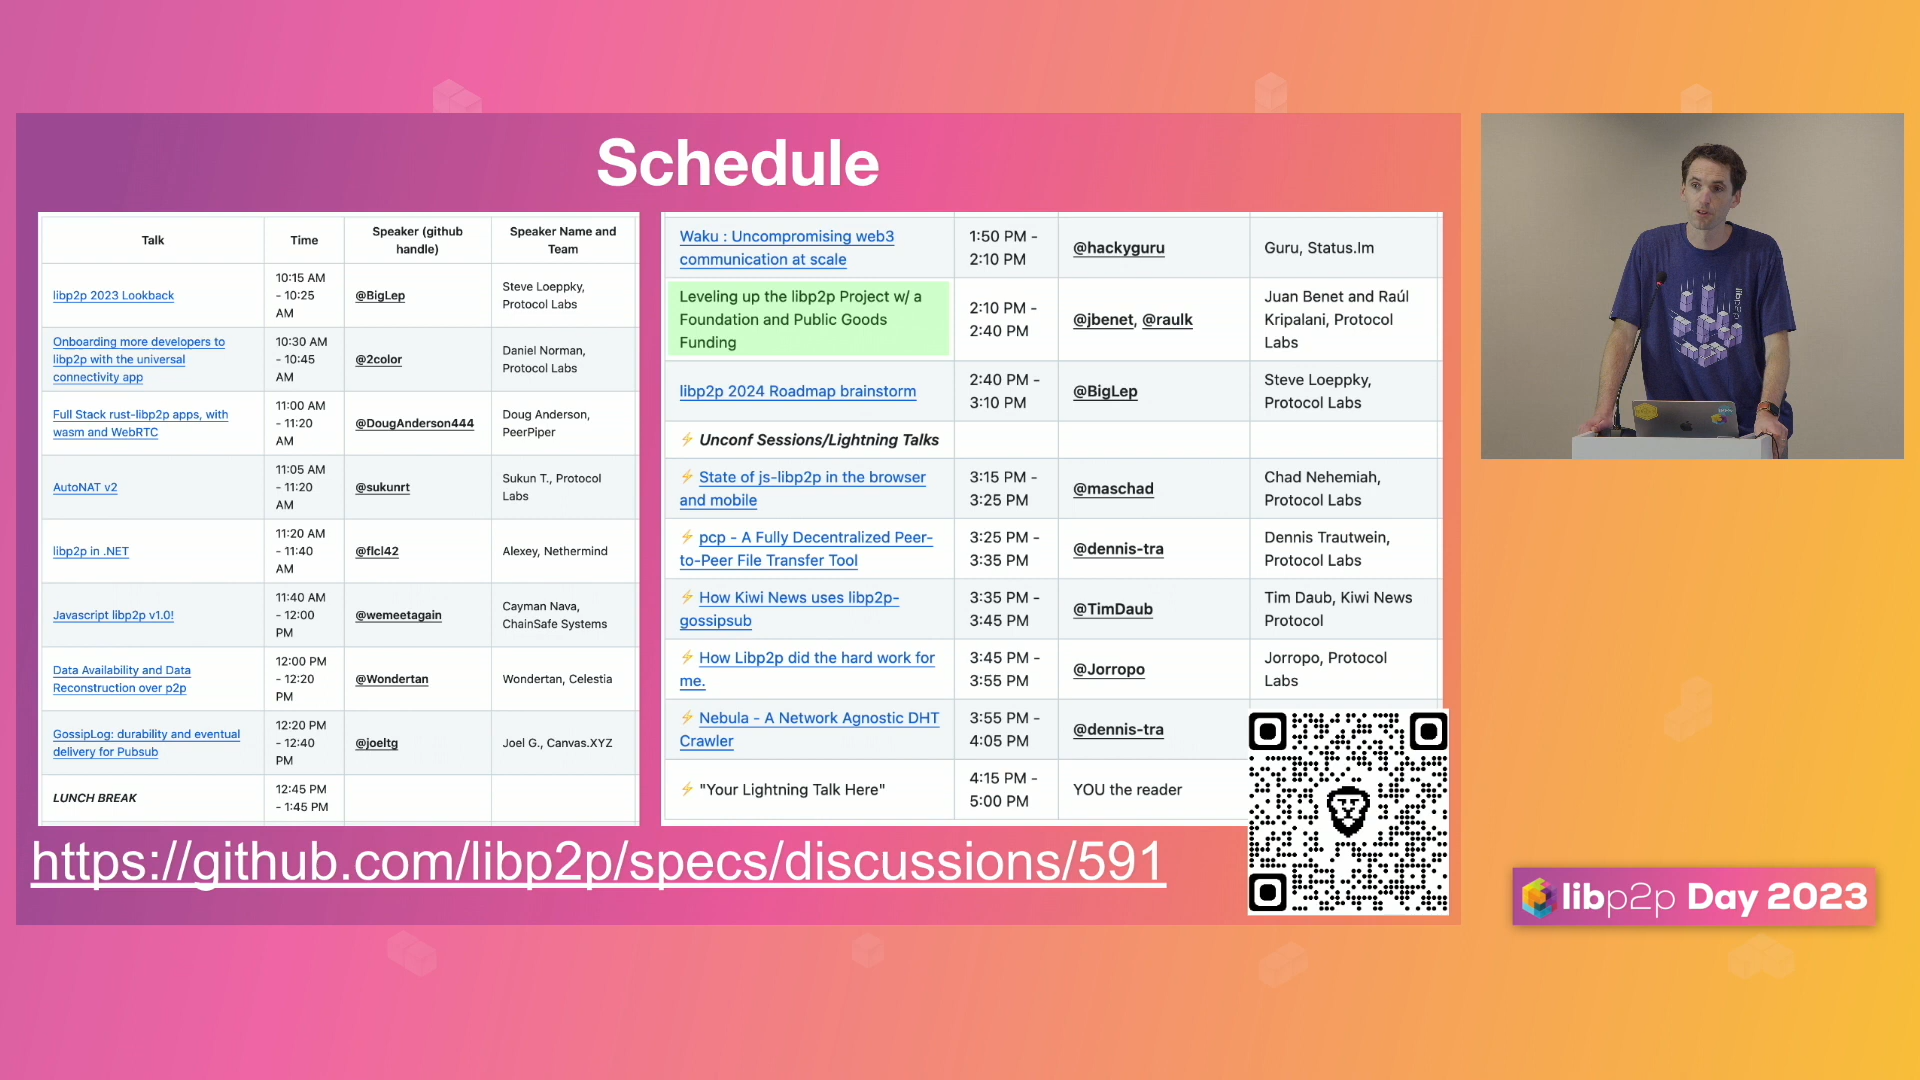 Schedule
Talk
Time
Speaker (github
handle)
Speaker Name and
Team
libp2p 2023 Lookback
10:15 AM
- 10:25
AM
@BigLep
Steve Loeppky,
Protocol Labs
Onboarding more developers to
libp2p with the universal
connectivity app
10:30 AM
- 10:45
AM
@2color
Daniel Norman,
Protocol Labs
Full Stack rust-libp2p apps, with
wasm and WebRTC
11:00 AM
- 11:20
AM
@DougAnderson444
Doug Anderson,
PeerPiper
AutoNAT v2
11:05 AM
- 11:20
AM
@sukunrt
Sukun T., Protocol
Labs
libp2p in .NET
11:20 AM
- 11:40
AM
@flcl42
Alexey, Nethermind
Javascript libp2p v1.0!
11:40 AM
- 12:00
PM
@wemeetagain
Cayman Nava,
ChainSafe Systems
Data Availability and Data
Reconstruction over p2p
12:00 PM
- 12:20
PM
@Wondertan
Wondertan, Celestia
GossipLog: durability and eventual
delivery for Pubsub
12:20 PM
- 12:40
PM
@joeltg
Joel G., Canvas.XYZ
LUNCH BREAK
12:45 PM
- 1:45 PM
Waku : Uncompromising web3
communication at scale
1:50 PM -
2:10 PM
@hackyguru
Guru, Status.Im
Leveling up the libp2p Project w/ a
Foundation and Public Goods
Funding
2:10 PM -
2:40 PM
@jbenet, @raulk
Juan Benet and Raúl
Kripalani, Protocol
Labs
libp2p 2024 Roadmap brainstorm
2:40 PM -
3:10 PM
@BigLep
Steve Loeppky,
Protocol Labs
⚡ Unconf Sessions/Lightning Talks
⚡ State of js-libp2p in the browser
and mobile
3:15 PM -
3:25 PM
@maschad
Chad Nehemiah,
Protocol Labs
⚡ pcp - A Fully Decentralized Peer-
to-Peer File Transfer Tool
3:25 PM -
3:35 PM
@dennis-tra
Dennis Trautwein,
Protocol Labs
⚡ How Kiwi News uses libp2p-
gossipsub
3:35 PM -
3:45 PM
@TimDaub
Tim Daub, Kiwi News
Protocol
⚡ How Libp2p did the hard work for
me.
3:45 PM -
3:55 PM
@Jorropo
Jorropo, Protocol
Labs
⚡ Nebula - A Network Agnostic DHT
Crawler
3:55 PM -
4:05 PM
@dennis-tra
⚡ "Your Lightning Talk Here"
4:15 PM -
5:00 PM
YOU the reader
https://github.com/libp2p/specs/discussions/591
libp2p
libp2p Day 2023